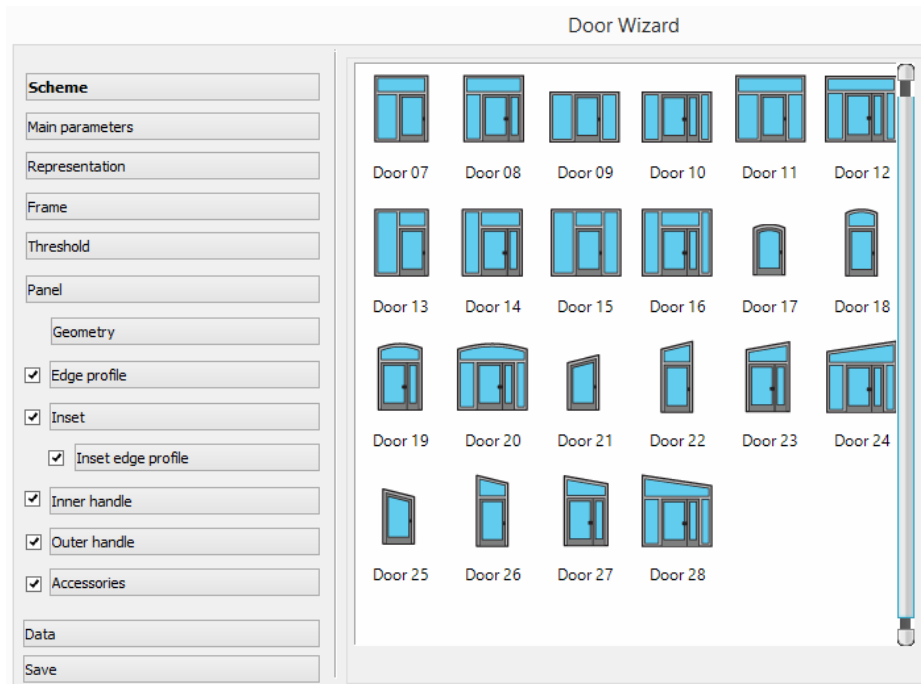 Door Wizard
Scheme
Main parameters
Representation
Frame
Threshold
Panel
Geometry
Edge profile
Inset
Inset edge profile
Inner handle
Outer handle
Accessories
Data
Save
Door 07 Door 08 Door 09 Door 10 Door 11 Door 12
Door 13 Door 14 Door 15 Door 16 Door 17 Door 18
Door 19 Door 20 Door 21 Door 22 Door 23 Door 24
Door 25 Door 26 Door 27 Door 28